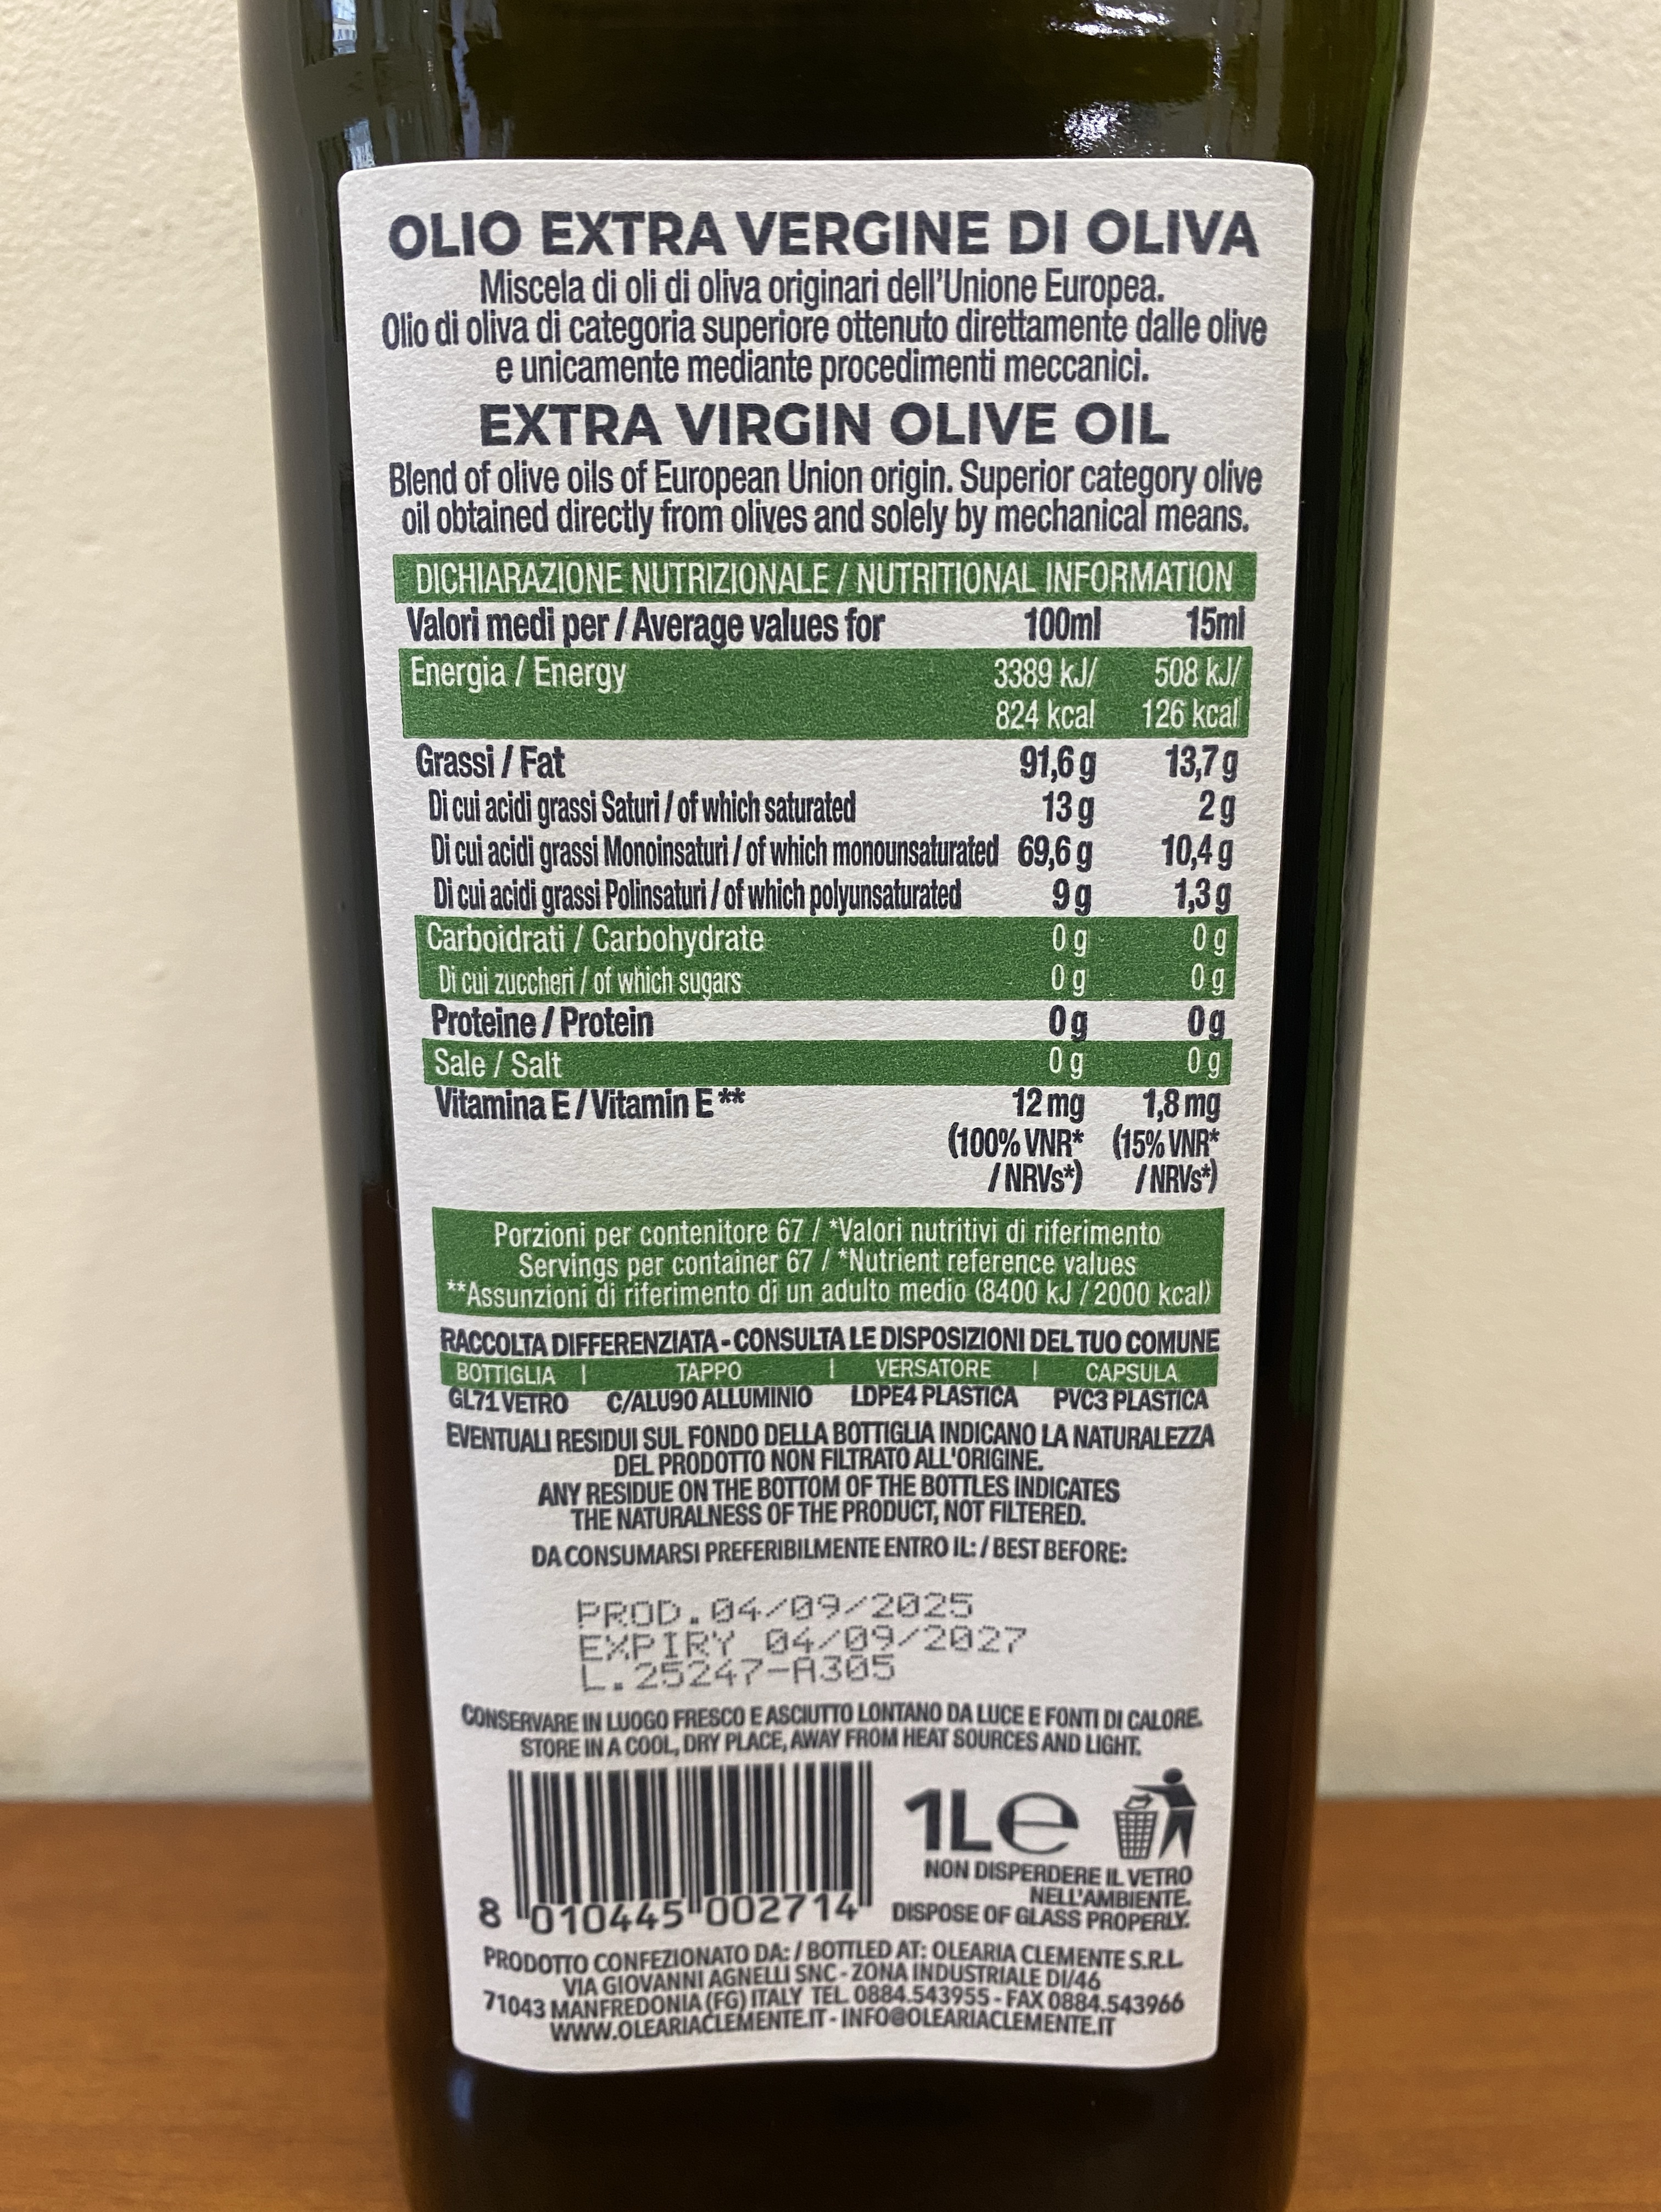 OLIO EXTRA VERGINE DI OLIVA
Miscela di oli di oliva originari dell'Unione Europea.
Olio di oliva di categoria superiore ottenuto direttamente dalle olive
e unicamente mediante procedimenti meccanici.
EXTRA VIRGIN OLIVE OIL
Blend of olive oils of European Union origin. Superior category olive
oil obtained directly from olives and solely by mechanical means.
DICHIARAZIONE NUTRIZIONALE / NUTRITIONAL INFORMATION
Valori medi per / Average values for 100ml 15ml
Energia / Energy 3389 kJ/ 508 kJ/
824 kcal 126 kcal
Grassi / Fat 91,6 g 13,7 g
Di cui acidi grassi Saturi / of which saturated 13 g 2 g
Di cui acidi grassi Monoinsaturi / of which monounsaturated 69,6 g 10,4 g
Di cui acidi grassi Polinsaturi / of which polyunsaturated 9 g 1,3 g
Carboidrati / Carbohydrate 0 g 0 g
Di cui zuccheri / of which sugars 0 g 0 g
Proteine / Protein 0 g 0 g
Sale / Salt 0 g 0 g
Vitamina E / Vitamin E ** 12 mg 1,8 mg
(100% VNR* (15% VNR*
/ NRVs*) / NRVs*)
Porzioni per contenitore 67 / *Valori nutritivi di riferimento
Servings per container 67 / *Nutrient reference values
**Assunzioni di riferimento di un adulto medio (8400 kJ / 2000 kcal)
RACCOLTA DIFFERENZIATA - CONSULTA LE DISPOSIZIONI DEL TUO COMUNE
BOTTIGLIA | TAPPO | VERSATORE | CAPSULA
GL71 VETRO C/ALU90 ALLUMINIO LDPE4 PLASTICA PVC3 PLASTICA
EVENTUALI RESIDUI SUL FONDO DELLA BOTTIGLIA INDICANO LA NATURALEZZA
DEL PRODOTTO NON FILTRATO ALL'ORIGINE.
ANY RESIDUE ON THE BOTTOM OF THE BOTTLES INDICATES
THE NATURALNESS OF THE PRODUCT, NOT FILTERED.
DA CONSUMARSI PREFERIBILMENTE ENTRO IL: / BEST BEFORE:
PROD. 04/09/2025
EXPIRY 04/09/2027
L. 25247-A305
CONSERVARE IN LUOGO FRESCO E ASCIUTTO LONTANO DA LUCE E FONTI DI CALORE.
STORE IN A COOL, DRY PLACE, AWAY FROM HEAT SOURCES AND LIGHT.
1L e
NON DISPERDERE IL VETRO
NELL'AMBIENTE.
DISPOSE OF GLASS PROPERLY.
8 010445 002714
PRODOTTO CONFEZIONATO DA: / BOTTLED AT: OLEARIA CLEMENTE S.R.L.
VIA GIOVANNI AGNELLI SNC - ZONA INDUSTRIALE DI/46
71043 MANFREDONIA (FG) ITALY TEL. 0884.543955 - FAX 0884.543966
WWW.OLEARIACLEMENTE.IT - INFO@OLEARIACLEMENTE.IT